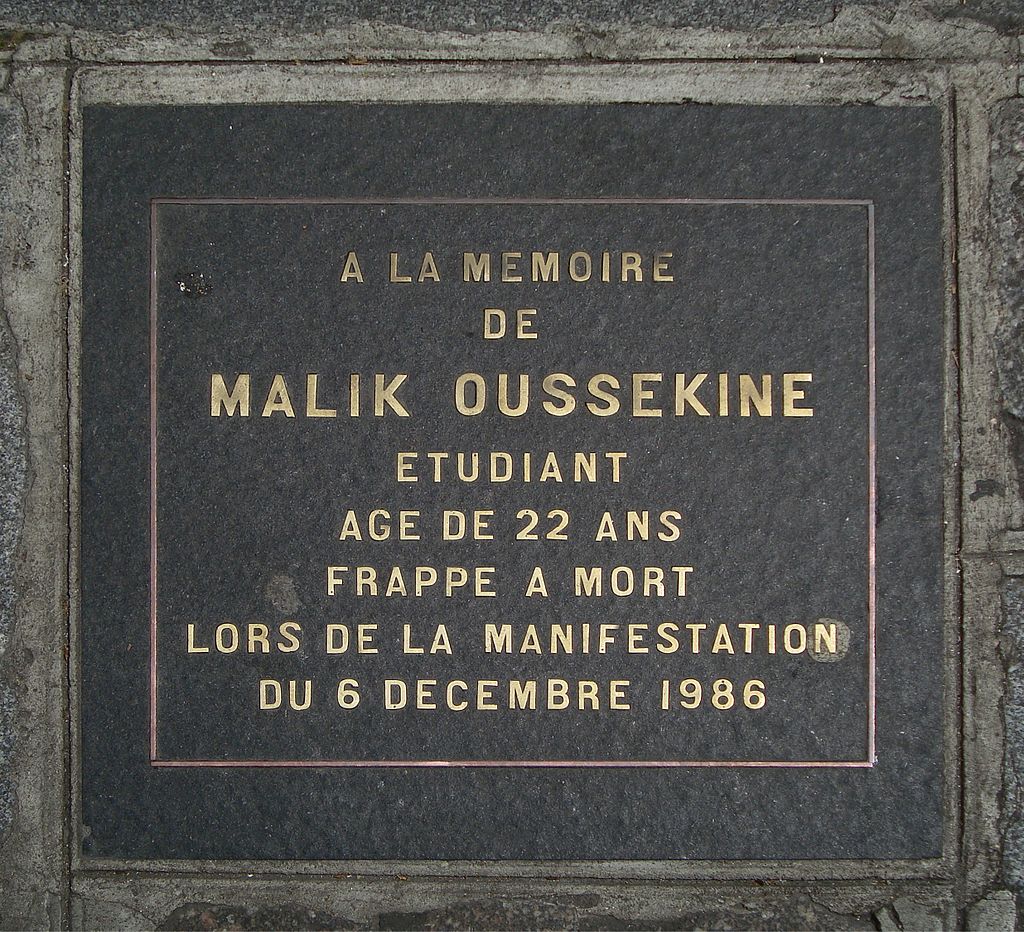 A LA MEMOIRE
DE
MALIK OUSSEKINE
ETUDIANT
AGE DE 22 ANS
FRAPPE A MORT
LORS DE LA MANIFESTATION
DU 6 DECEMBRE 1986